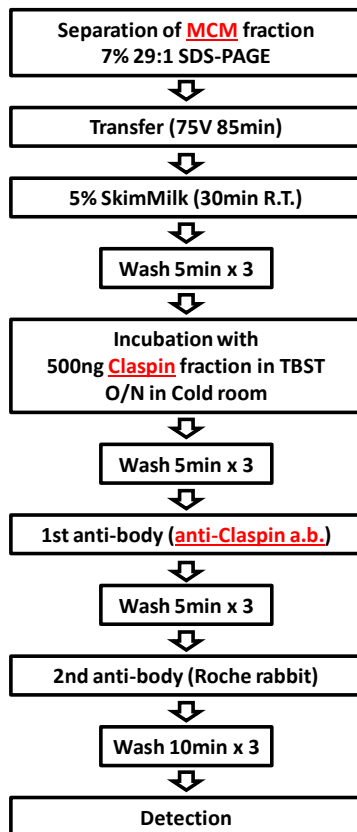 Separation of MCM fraction
7% 29:1 SDS-PAGE
Transfer (75V 85min)
5% SkimMilk (30min R.T.)
Wash 5min x 3
Incubation with
500ng Claspin fraction in TBST
O/N in Cold room
Wash 5min x 3
1st anti-body (anti-Claspin a.b.)
Wash 5min x 3
2nd anti-body (Roche rabbit)
Wash 10min x 3
Detection